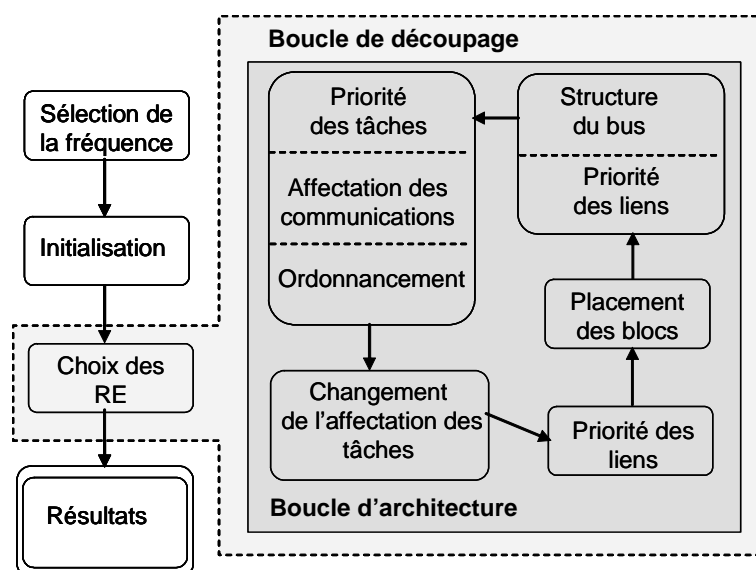 Boucle de découpage
Sélection de
la fréquence
Initialisation
Choix des
RE
Résultats
Priorité
des tâches
Affectation des
communications
Ordonnancement
Structure
du bus
Priorité
des liens
Placement
des blocs
Changement
de l'affectation des
tâches
Priorité des
liens
Boucle d'architecture